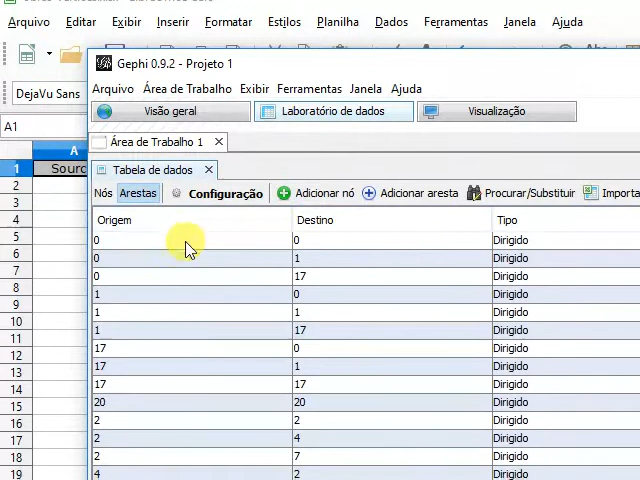 Arquivo Editar Exibir Inserir Formatar Estilos Planilha Dados Ferramentas Janela Ajuda
DejaVu Sans
A1
A
1 Sourc
2
3
4
5
6
7
8
9
10
11
12
13
14
15
16
17
18
19
Gephi 0.9.2 - Projeto 1
Arquivo Área de Trabalho Exibir Ferramentas Janela Ajuda
Visão geral Laboratório de dados Visualização
Área de Trabalho 1
Tabela de dados
Nós Arestas Configuração Adicionar nó Adicionar aresta Procurar/Substituir Importa
Origem Destino Tipo
0 0 Dirigido
0 1 Dirigido
0 17 Dirigido
1 0 Dirigido
1 1 Dirigido
1 17 Dirigido
17 0 Dirigido
17 1 Dirigido
17 17 Dirigido
20 20 Dirigido
2 2 Dirigido
2 4 Dirigido
2 7 Dirigido
4 2 Dirigido